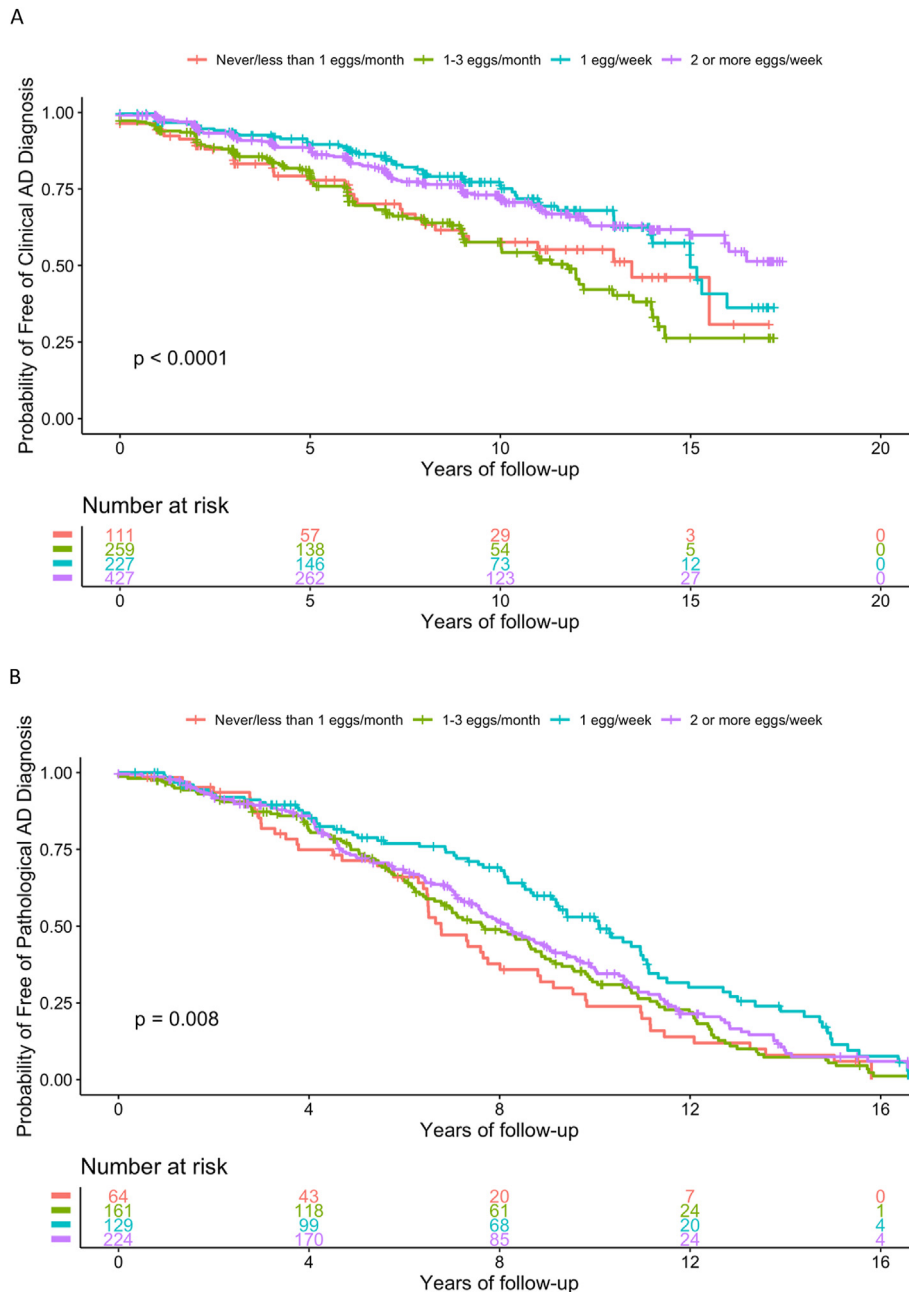 A
Never/less than 1 eggs/month 1-3 eggs/month 1 egg/week 2 or more eggs/week
Probability of Free of Clinical AD Diagnosis
1.00
0.75
0.50
0.25
0.00
p < 0.0001
0 5 10 15 20
Years of follow-up
Number at risk
111 57 29 3 0
259 138 54 5 0
227 146 73 12 0
427 262 123 27 0
0 5 10 15 20
Years of follow-up
B
Never/less than 1 eggs/month 1-3 eggs/month 1 egg/week 2 or more eggs/week
Probability of Free of Pathological AD Diagnosis
1.00
0.75
0.50
0.25
0.00
p = 0.008
0 4 8 12 16
Years of follow-up
Number at risk
64 43 20 7 0
161 118 61 24 1
129 99 68 20 4
224 170 85 24 4
0 4 8 12 16
Years of follow-up